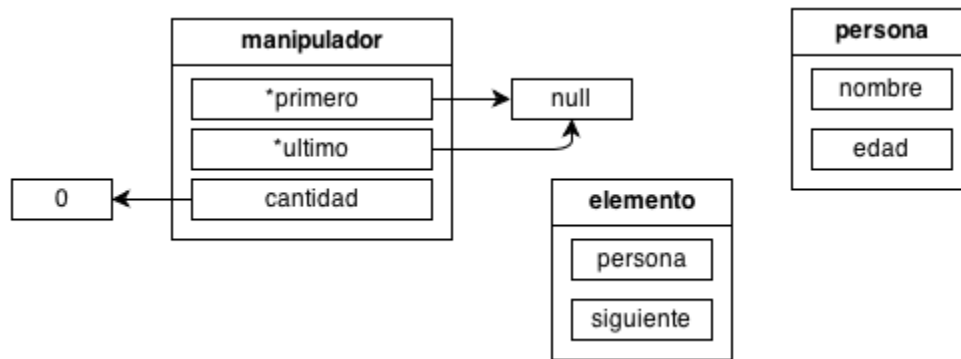 manipulador
*primero
*ultimo
cantidad
null
0
elemento
persona
siguiente
persona
nombre
edad